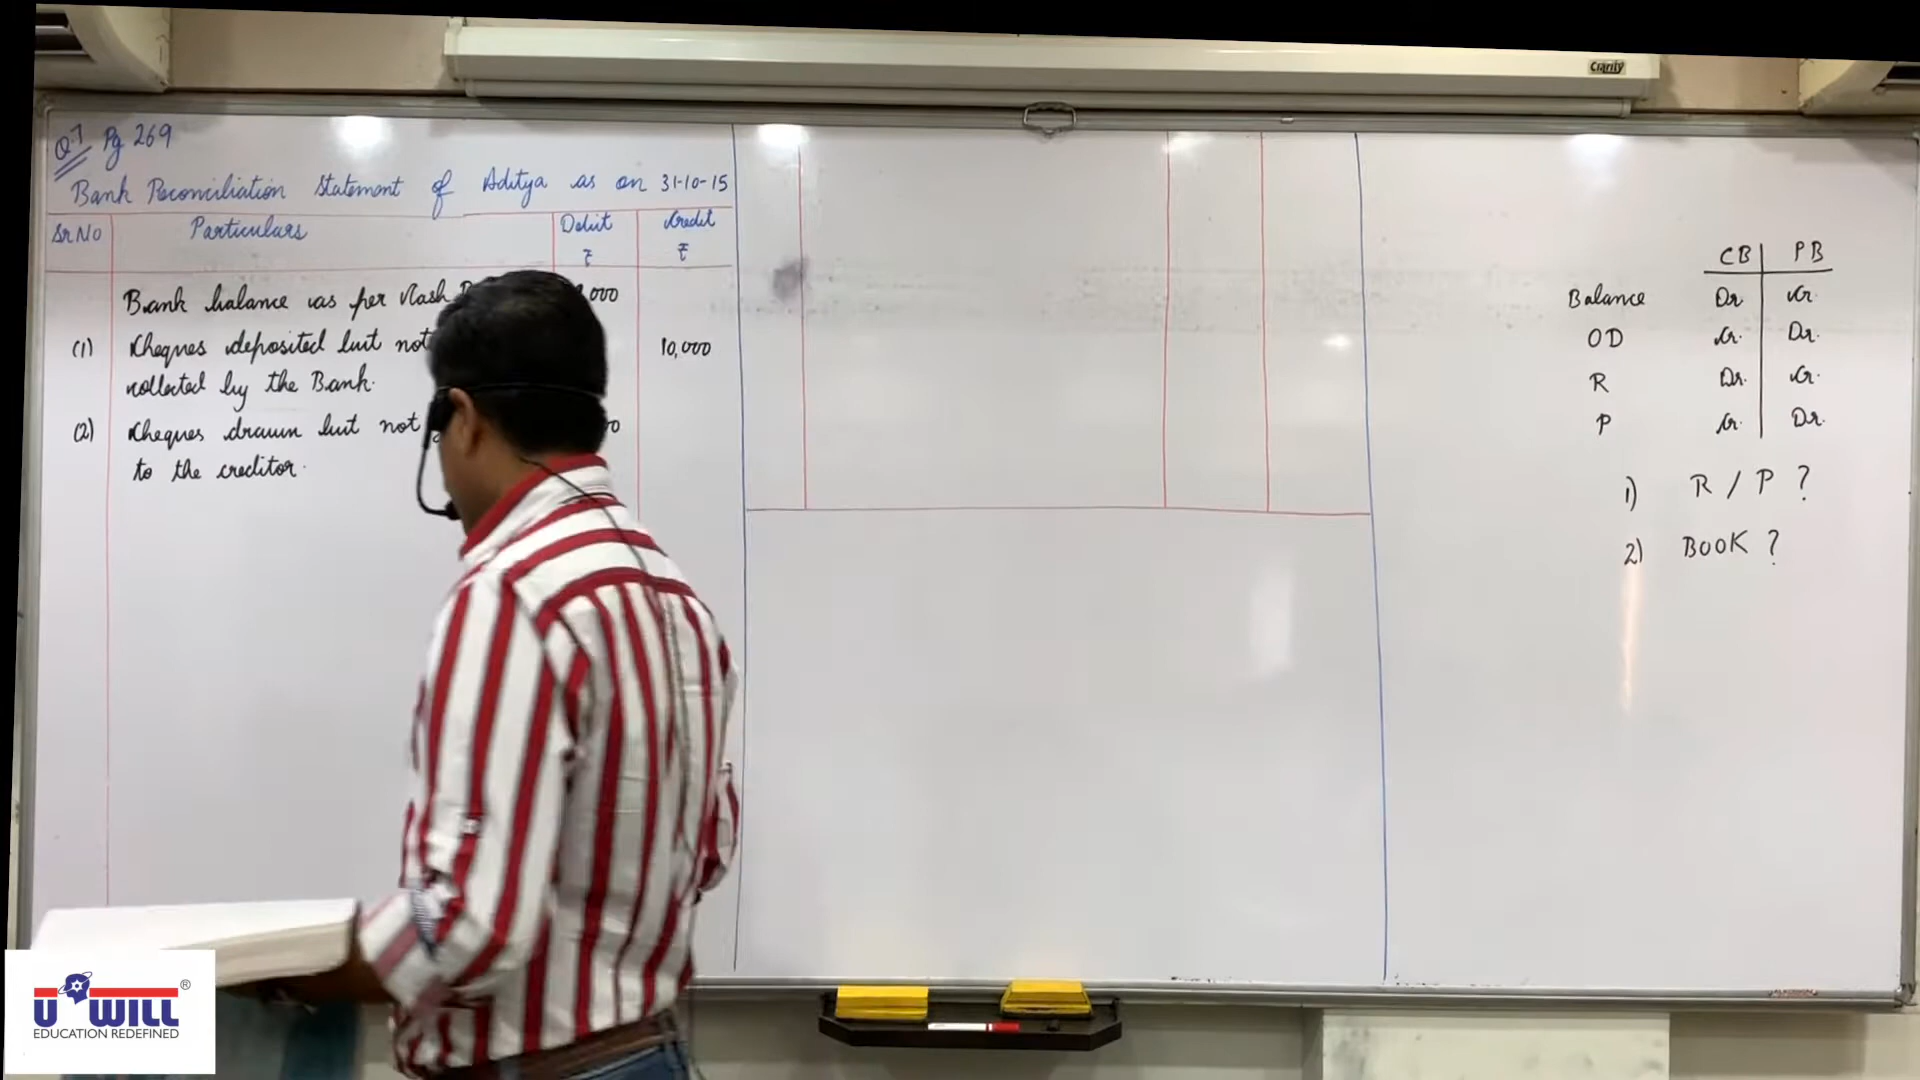 Clarity
Q.7 Pg 269
Bank Reconciliation Statement of Aditya as on 31-10-15
Sr No Particulars Debit Credit
₹ ₹
Bank balance as per Cash 000
(1) Cheques deposited but not 10,000
collected by the Bank.
(2) Cheques drawn but not
to the creditor.
CB PB
Balance Dr Cr.
OD Cr. Dr.
R Dr. Cr.
P Cr. Dr.
1) R / P ?
2) BOOK ?
U WILL ®
EDUCATION REDEFINED